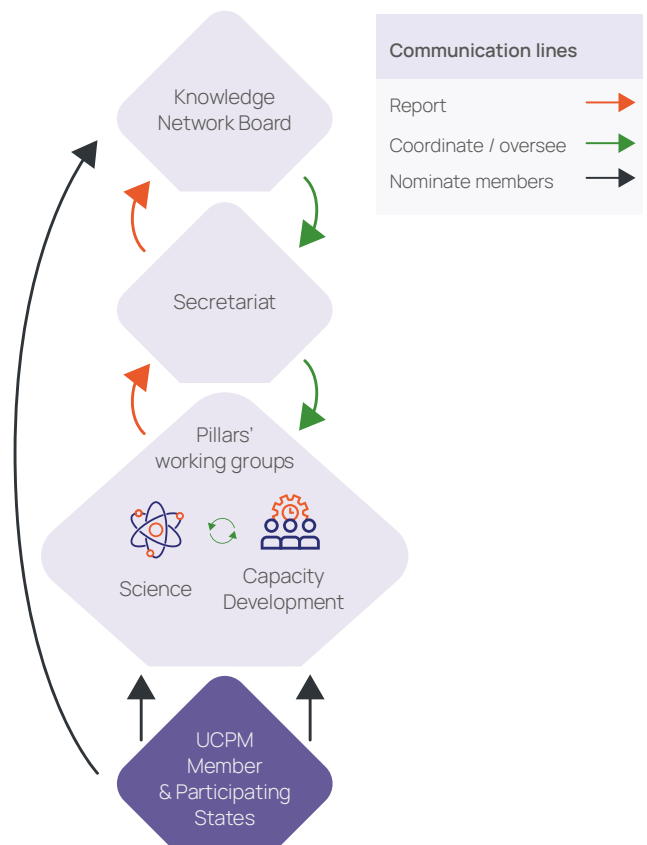 Knowledge
Network Board
Communication lines
Report
Coordinate / oversee
Nominate members
Secretariat
Pillars'
working groups
Science
Capacity
Development
UCPM
Member
& Participating
States